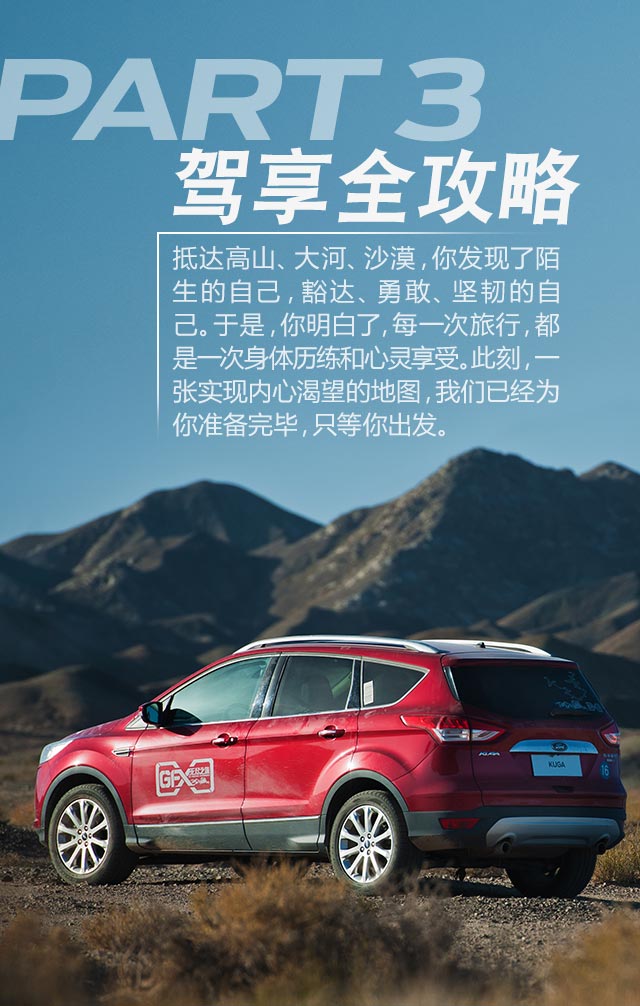 PART 3
驾享全攻略
抵达高山、大河、沙漠，你发现了陌
生的自己，豁达、勇敢、坚韧的自
己。于是，你明白了，每一次旅行，都
是一次身体历练和心灵享受。此刻，一
张实现内心渴望的地图，我们已经为
你准备完毕，只等你出发。
GFX
KUGA
KUGA
16